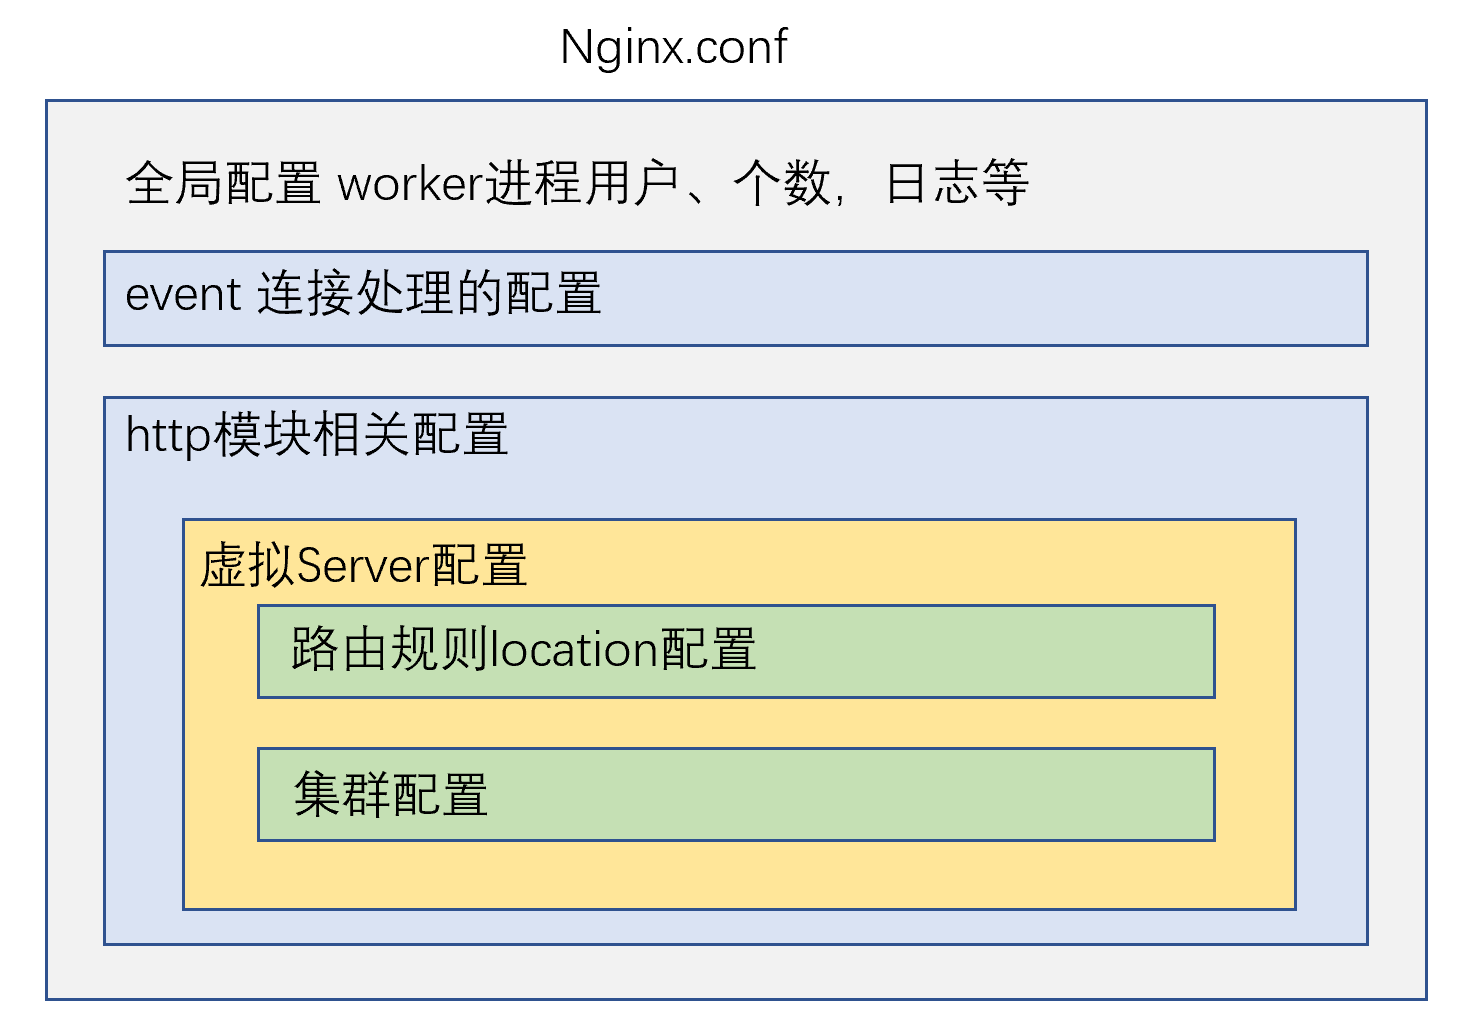 Nginx.conf
全局配置 worker进程用户、个数，日志等
event 连接处理的配置
http模块相关配置
虚拟Server配置
路由规则location配置
集群配置